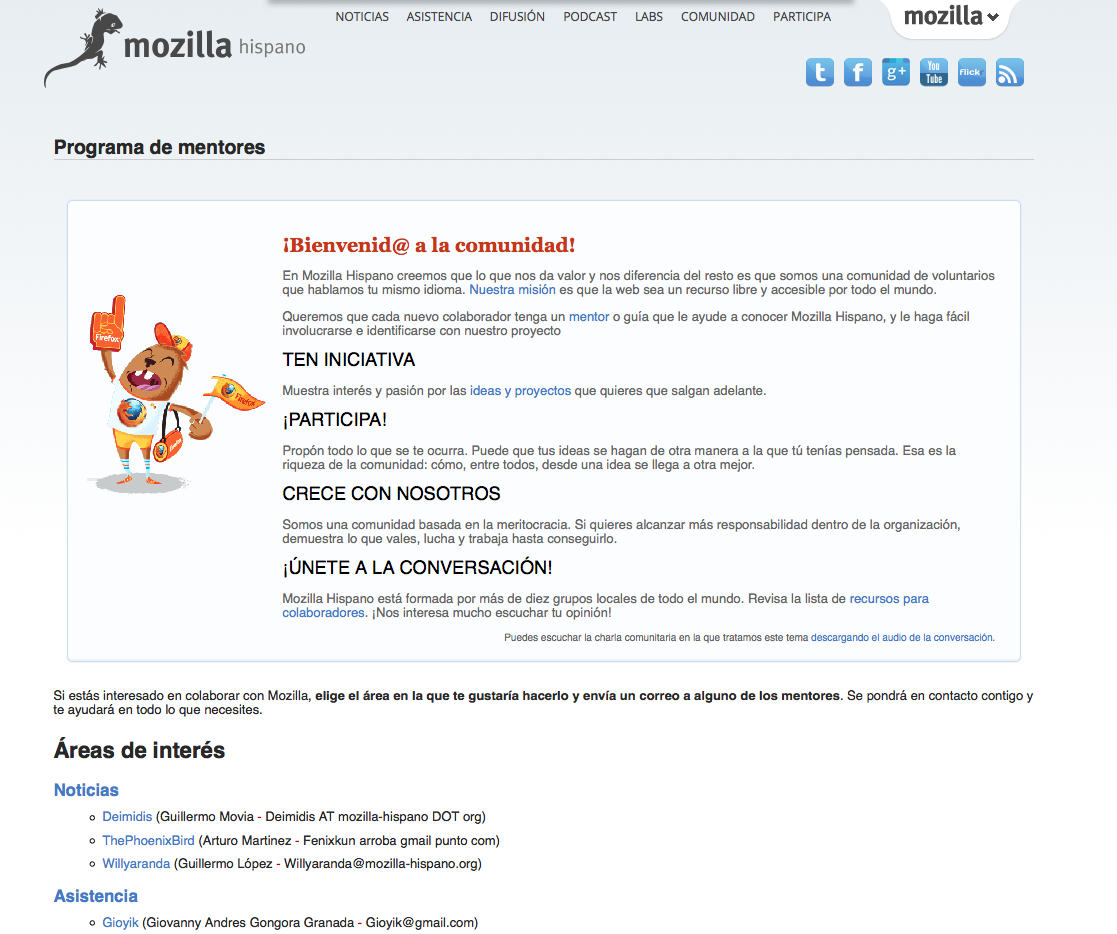 NOTICIAS ASISTENCIA DIFUSIÓN PODCAST LABS COMUNIDAD PARTICIPA
mozilla
mozilla hispano
t f g+ You Tube flickr
Programa de mentores
¡Bienvenid@ a la comunidad!
En Mozilla Hispano creemos que lo que nos da valor y nos diferencia del resto es que somos una comunidad de voluntarios
que hablamos tu mismo idioma. Nuestra misión es que la web sea un recurso libre y accesible por todo el mundo.
Queremos que cada nuevo colaborador tenga un mentor o guía que le ayude a conocer Mozilla Hispano, y le haga fácil
involucrarse e identificarse con nuestro proyecto
Firefox
Firefox
Firefox
TEN INICIATIVA
Muestra interés y pasión por las ideas y proyectos que quieres que salgan adelante.
¡PARTICIPA!
Propón todo lo que se te ocurra. Puede que tus ideas se hagan de otra manera a la que tú tenías pensada. Esa es la
riqueza de la comunidad: cómo, entre todos, desde una idea se llega a otra mejor.
CRECE CON NOSOTROS
Somos una comunidad basada en la meritocracia. Si quieres alcanzar más responsabilidad dentro de la organización,
demuestra lo que vales, lucha y trabaja hasta conseguirlo.
¡ÚNETE A LA CONVERSACIÓN!
Mozilla Hispano está formada por más de diez grupos locales de todo el mundo. Revisa la lista de recursos para
colaboradores. ¡Nos interesa mucho escuchar tu opinión!
Puedes escuchar la charla comunitaria en la que tratamos este tema descargando el audio de la conversación.
Si estás interesado en colaborar con Mozilla, elige el área en la que te gustaría hacerlo y envía un correo a alguno de los mentores. Se pondrá en contacto contigo y
te ayudará en todo lo que necesites.
Áreas de interés
Noticias
Deimidis (Guillermo Movia - Deimidis AT mozilla-hispano DOT org)
ThePhoenixBird (Arturo Martinez - Fenixkun arroba gmail punto com)
Willyaranda (Guillermo López - Willyaranda@mozilla-hispano.org)
Asistencia
Gioyik (Giovanny Andres Gongora Granada - Gioyik@gmail.com)